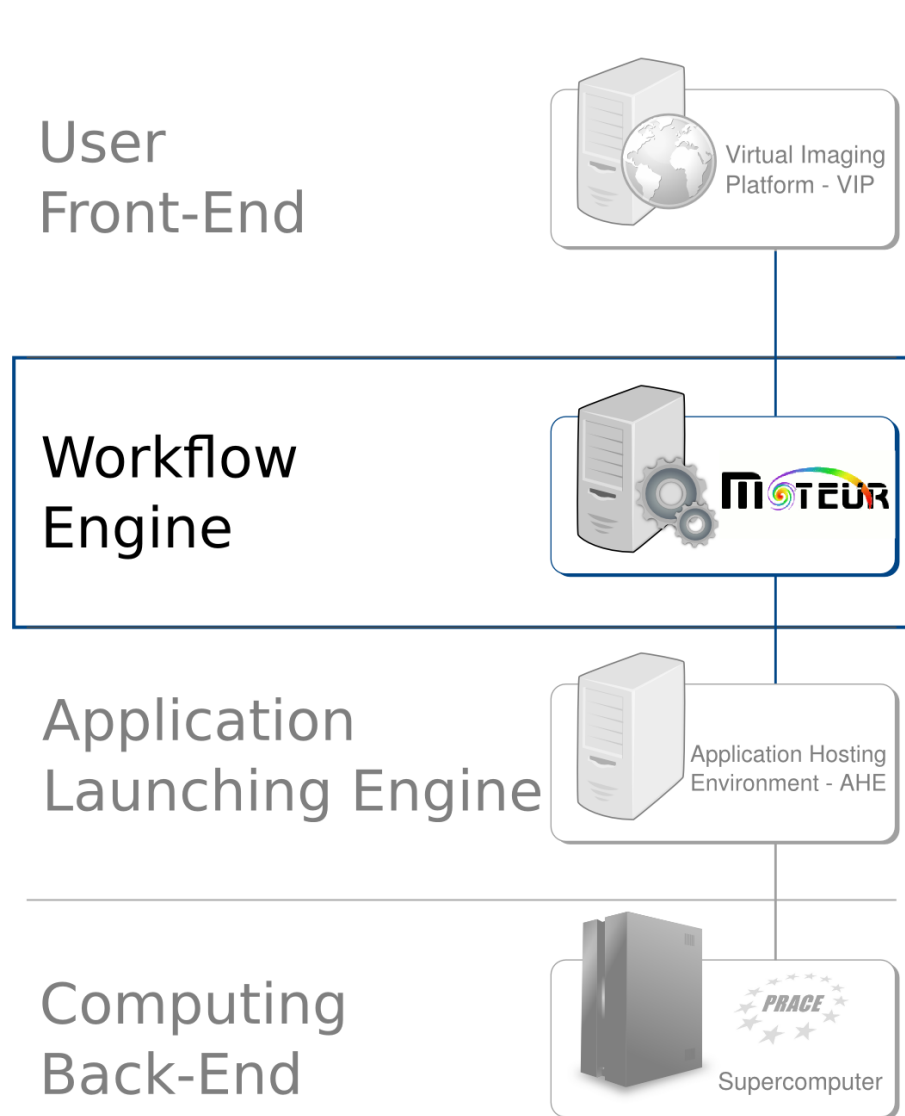 User
Front-End
Virtual Imaging
Platform - VIP
Workflow
Engine
MOTEUR
Application
Launching Engine
Application Hosting
Environment - AHE
Computing
Back-End
PRACE
Supercomputer